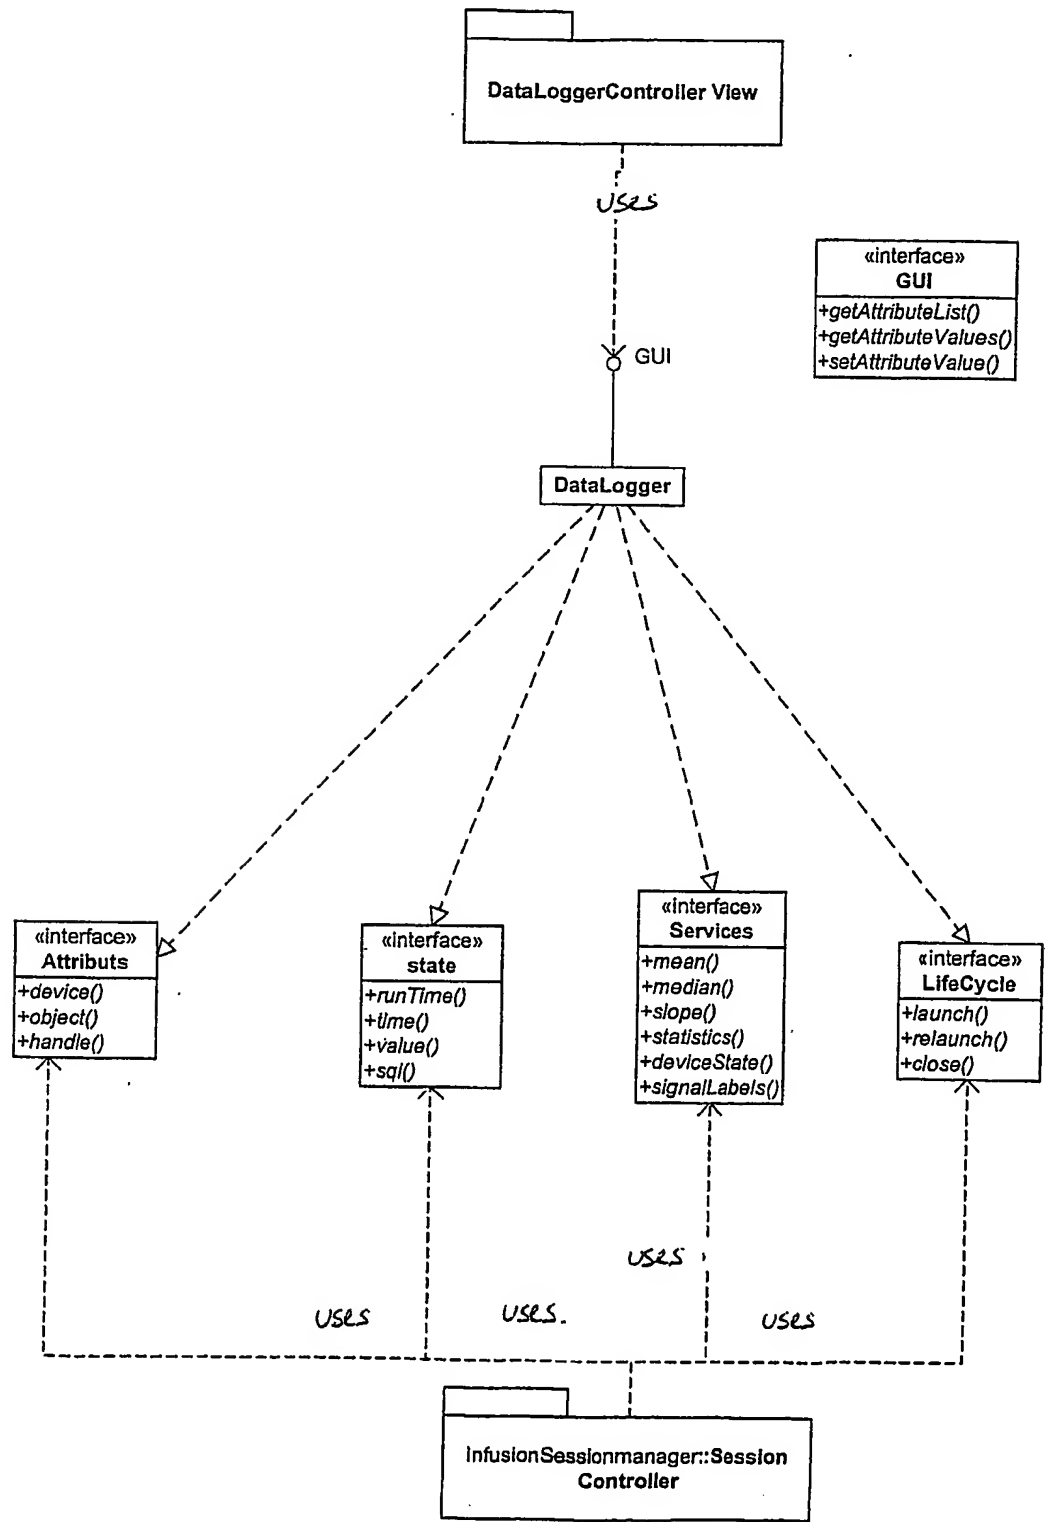 DataLoggerController View
uses
«interface»
GUI
+getAttributeList()
+getAttributeValues()
+setAttributeValue()
GUI
DataLogger
«interface»
Attributs
+device()
+object()
+handle()
«interface»
state
+runTime()
+time()
+value()
+sql()
«interface»
Services
+mean()
+median()
+slope()
+statistics()
+deviceState()
+signalLabels()
«interface»
LifeCycle
+launch()
+relaunch()
+close()
uses
uses
uses.
uses
InfusionSessionmanager::Session
Controller